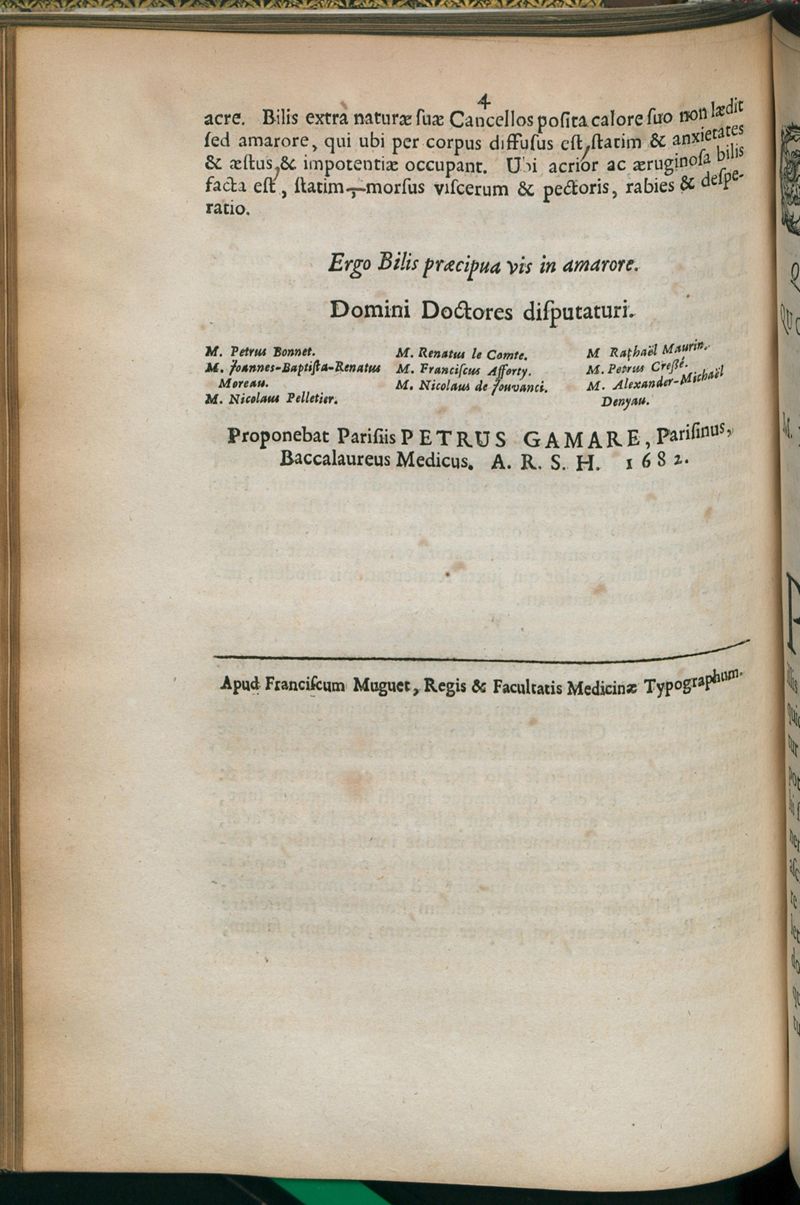 4
acre. Bilis extrà naturæ ſuæ Cancellos poſita calore ſuo non lædit
ſed amarore, qui ubi per corpus diffuſus eſt, ſtatim & anxietates
& æſtus, & impotentiæ occupant. Ubi acrior ac æruginoſa bilis
facta eſt, ſtatim morſus viſcerum & pectoris, rabies & deſpe-
ratio.
Ergo Bilis præcipua vis in amarore.
Domini Doctores diſputaturi.
M. Petrus Bonnet. M. Renatus le Comte. M Raphaël Maurin.
M. Joannes-Baptiſta-Renatus M. Franciſcus Afforty. M. Petrus Creſſé.
Moreau. M. Nicolaus de Jouvanci. M. Alexander-Michaël
M. Nicolaus Pelletier. Denyau.
Proponebat Pariſiis PETRUS GAMARE, Pariſinus,
Baccalaureus Medicus. A. R. S. H. 1682.
Apud Franciſcum Muguet, Regis & Facultatis Medicinæ Typographum.